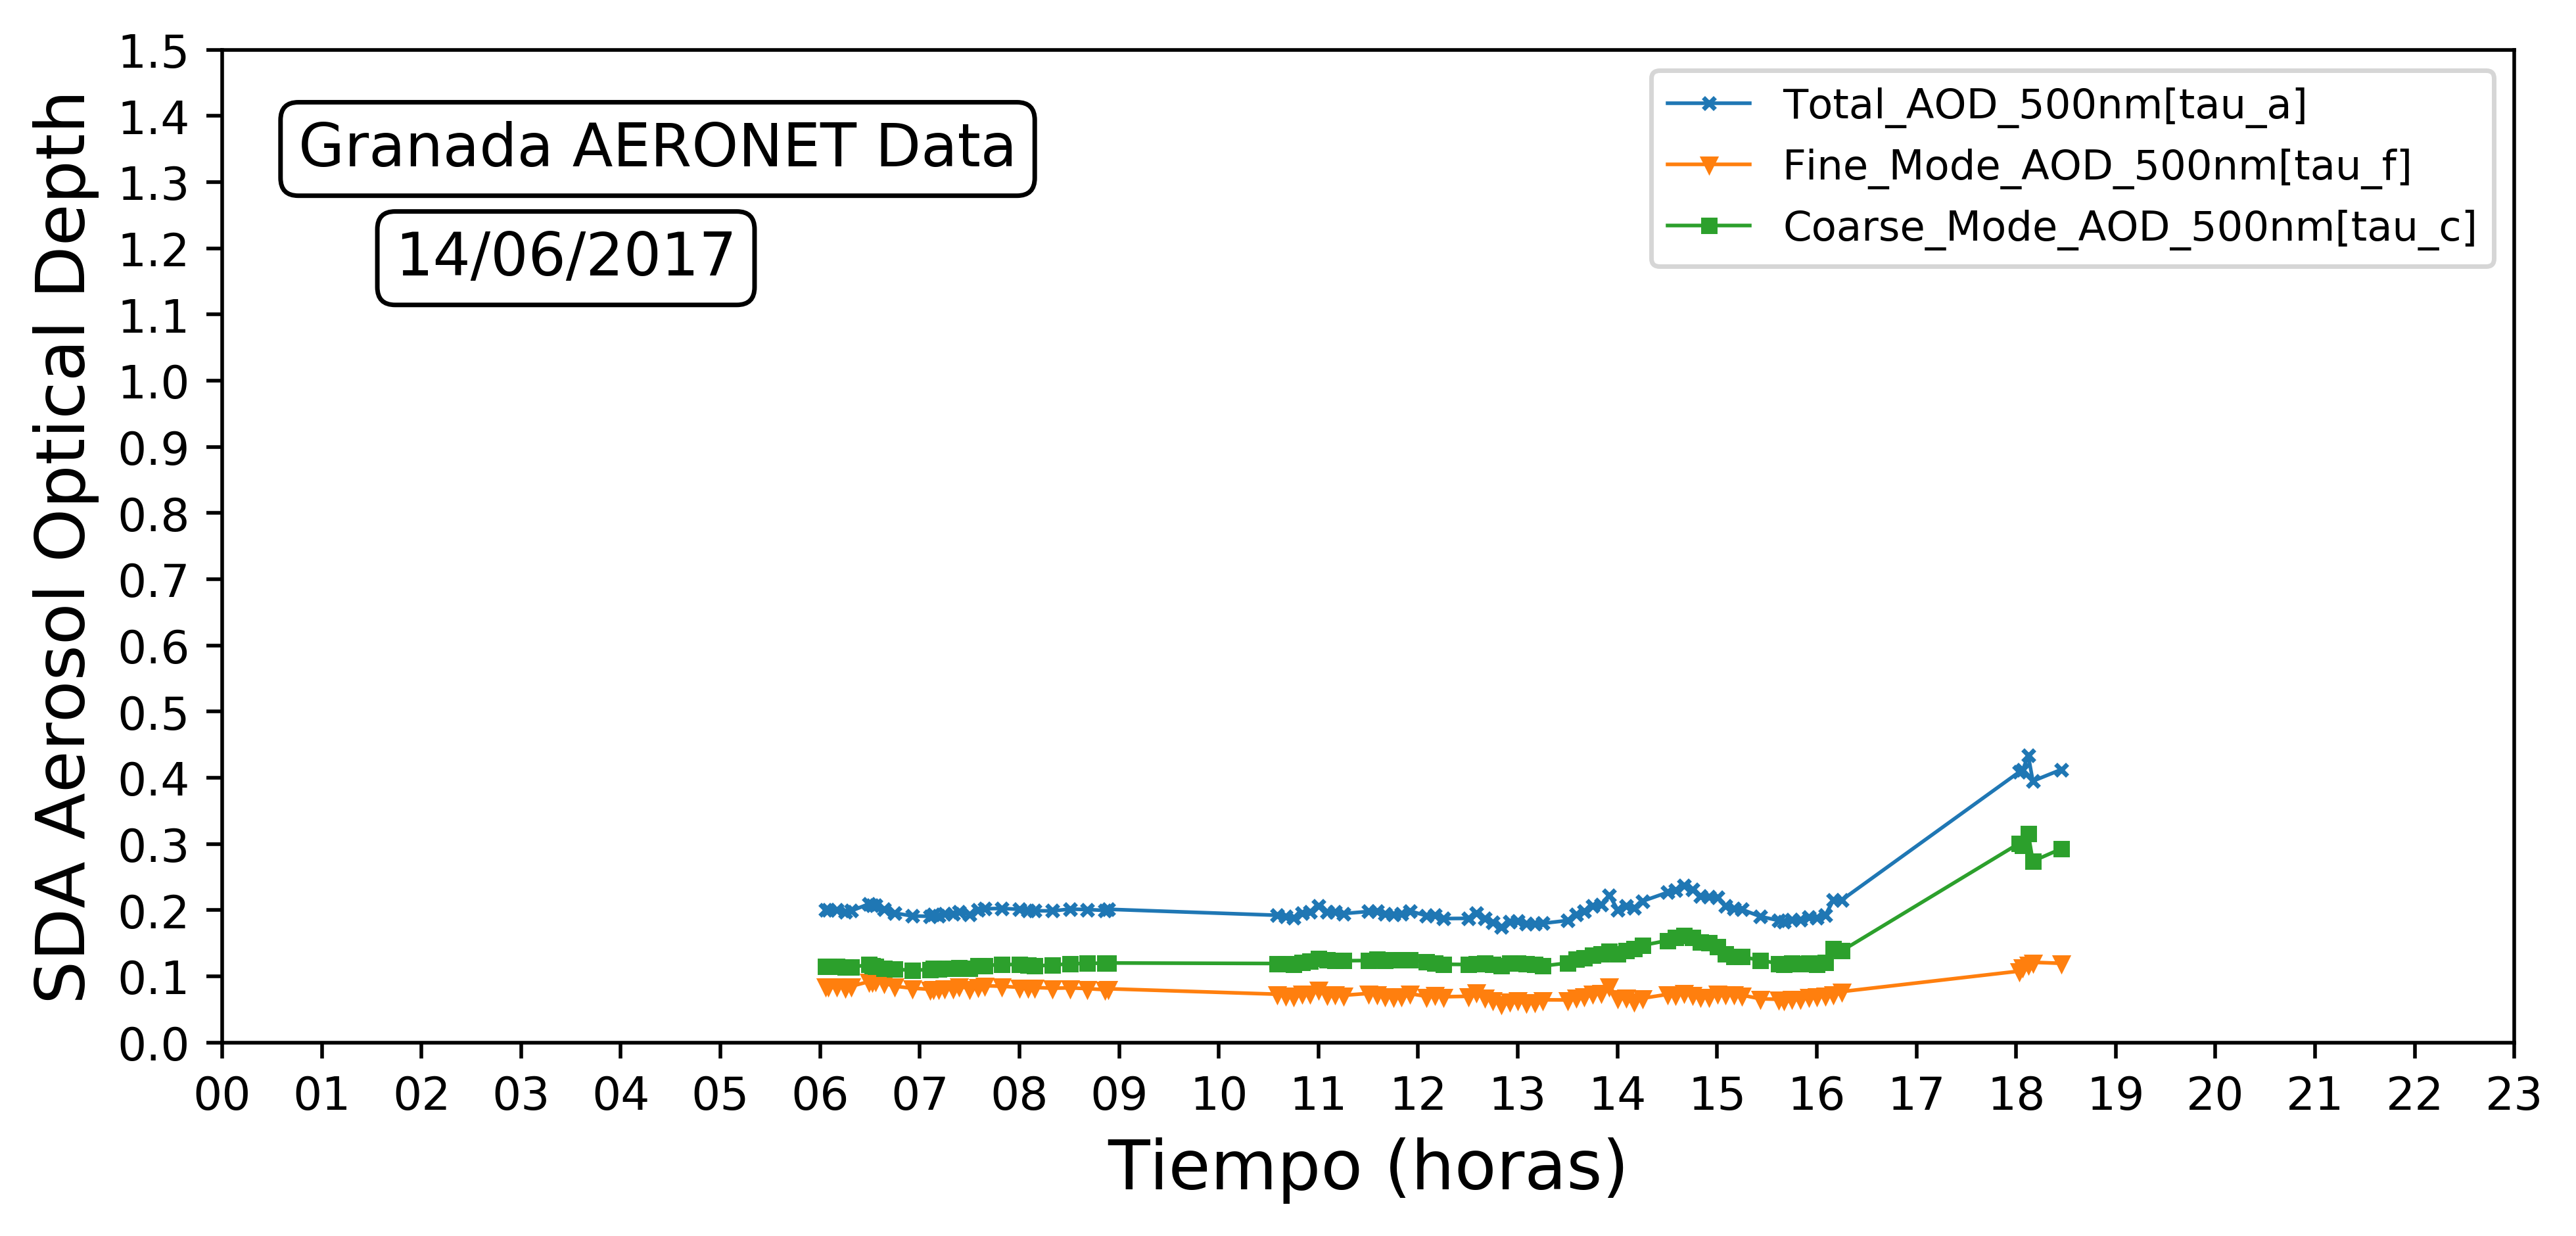 Granada AERONET Data
14/06/2017
Total_AOD_500nm[tau_a]
Fine_Mode_AOD_500nm[tau_f]
Coarse_Mode_AOD_500nm[tau_c]
SDA Aerosol Optical Depth
1.5
1.4
1.3
1.2
1.1
1.0
0.9
0.8
0.7
0.6
0.5
0.4
0.3
0.2
0.1
0.0
00 01 02 03 04 05 06 07 08 09 10 11 12 13 14 15 16 17 18 19 20 21 22 23
Tiempo (horas)